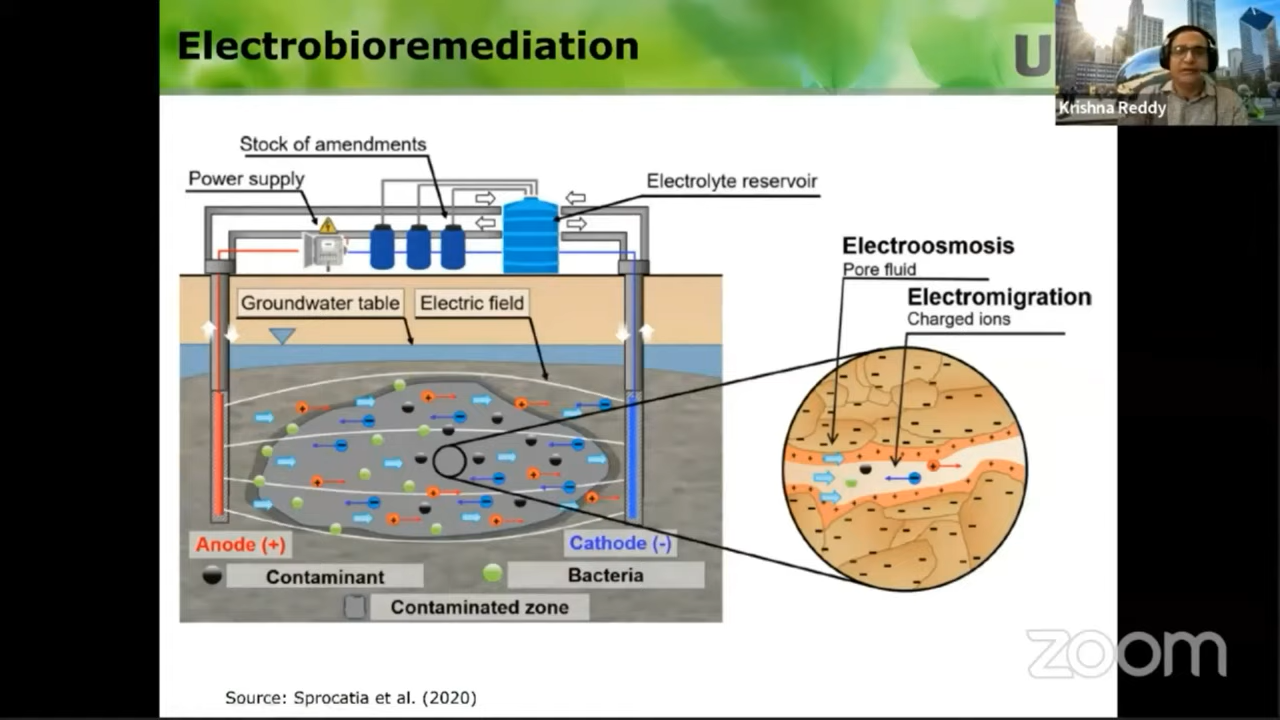 Electrobioremediation
U
Krishna Reddy
Stock of amendments
Power supply
Electrolyte reservoir
Electroosmosis
Pore fluid
Electromigration
Charged ions
Groundwater table
Electric field
Anode (+)
Cathode (-)
Contaminant
Bacteria
Contaminated zone
zoom
Source: Sprocatia et al. (2020)